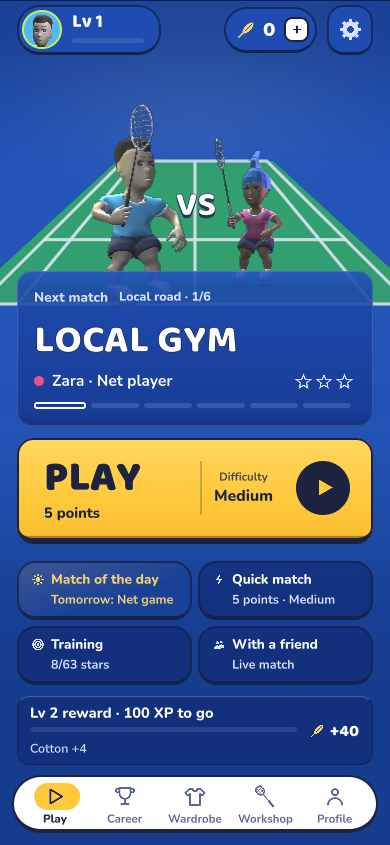 Lv 1
0
+
VS
Next match Local road · 1/6
LOCAL GYM
Zara · Net player
PLAY
5 points
Difficulty
Medium
Match of the day
Tomorrow: Net game
Quick match
5 points · Medium
Training
8/63 stars
With a friend
Live match
Lv 2 reward · 100 XP to go
+40
Cotton +4
Play
Career
Wardrobe
Workshop
Profile